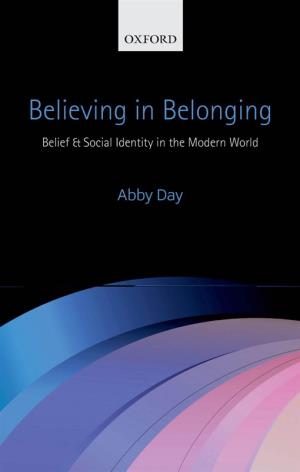 OXFORD
Believing in Belonging
Belief & Social Identity in the Modern World
Abby Day